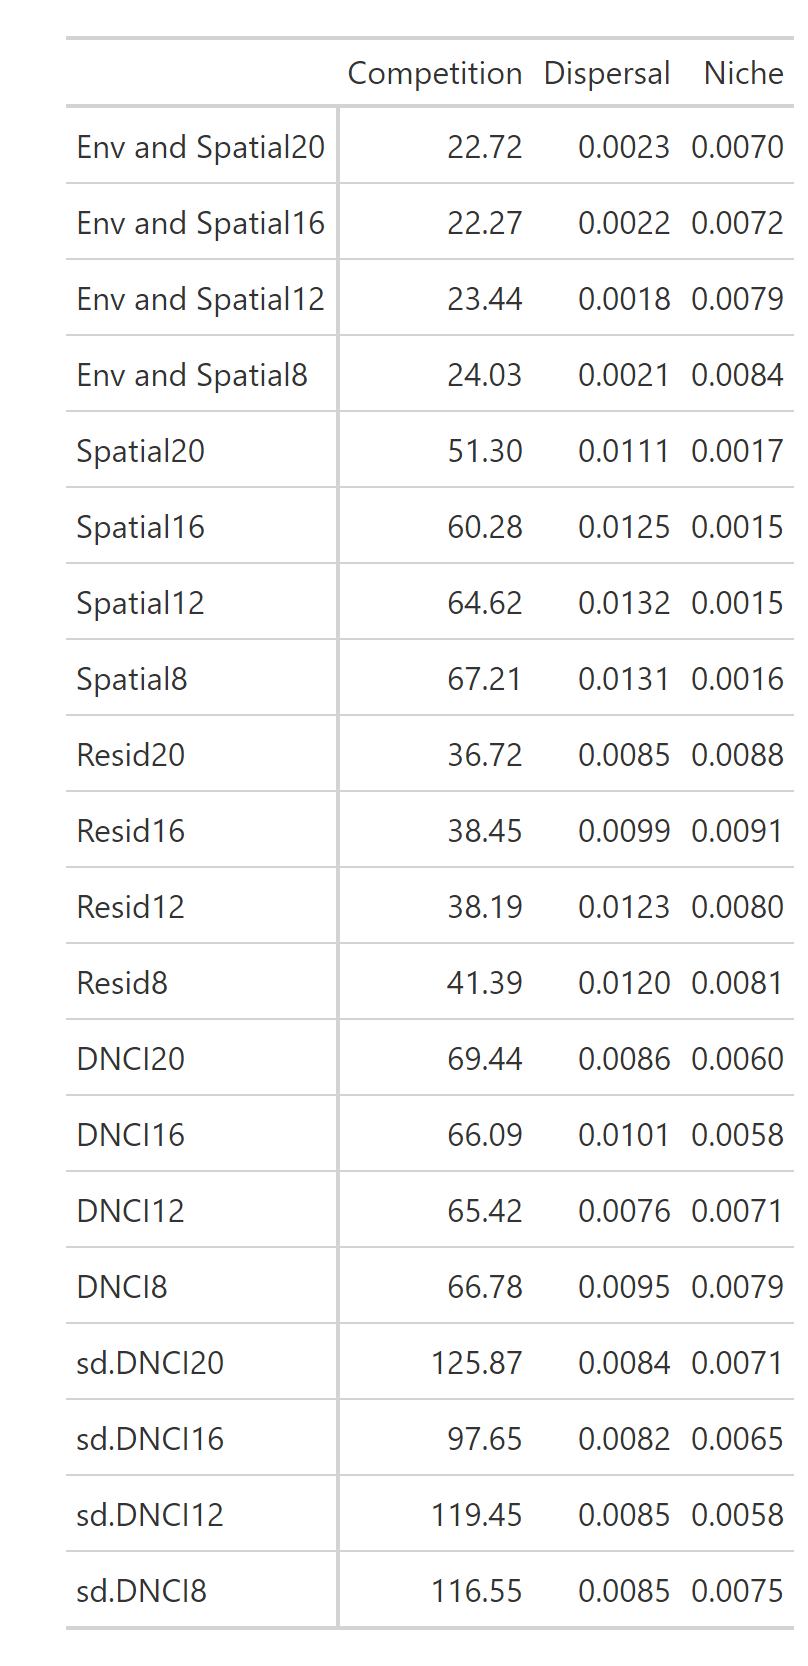 Competition Dispersal Niche
Env and Spatial20 22.72 0.0023 0.0070
Env and Spatial16 22.27 0.0022 0.0072
Env and Spatial12 23.44 0.0018 0.0079
Env and Spatial8 24.03 0.0021 0.0084
Spatial20 51.30 0.0111 0.0017
Spatial16 60.28 0.0125 0.0015
Spatial12 64.62 0.0132 0.0015
Spatial8 67.21 0.0131 0.0016
Resid20 36.72 0.0085 0.0088
Resid16 38.45 0.0099 0.0091
Resid12 38.19 0.0123 0.0080
Resid8 41.39 0.0120 0.0081
DNCI20 69.44 0.0086 0.0060
DNCI16 66.09 0.0101 0.0058
DNCI12 65.42 0.0076 0.0071
DNCI8 66.78 0.0095 0.0079
sd.DNCI20 125.87 0.0084 0.0071
sd.DNCI16 97.65 0.0082 0.0065
sd.DNCI12 119.45 0.0085 0.0058
sd.DNCI8 116.55 0.0085 0.0075